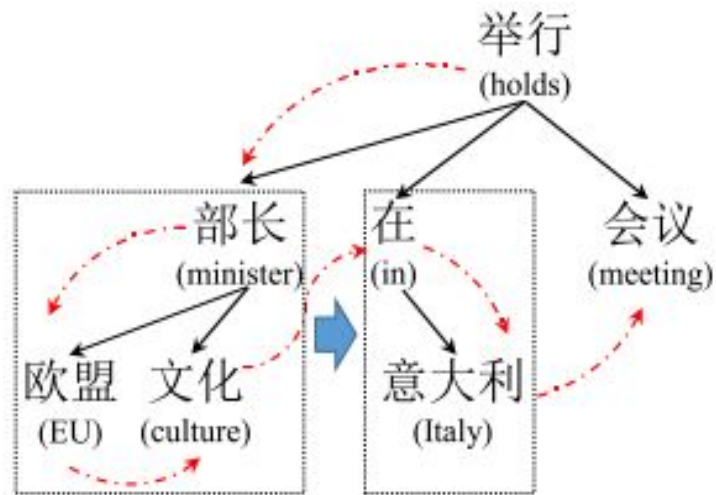 举行
(holds)
部长 在 会议
(minister) (in) (meeting)
欧盟 文化 意大利
(EU) (culture) (Italy)